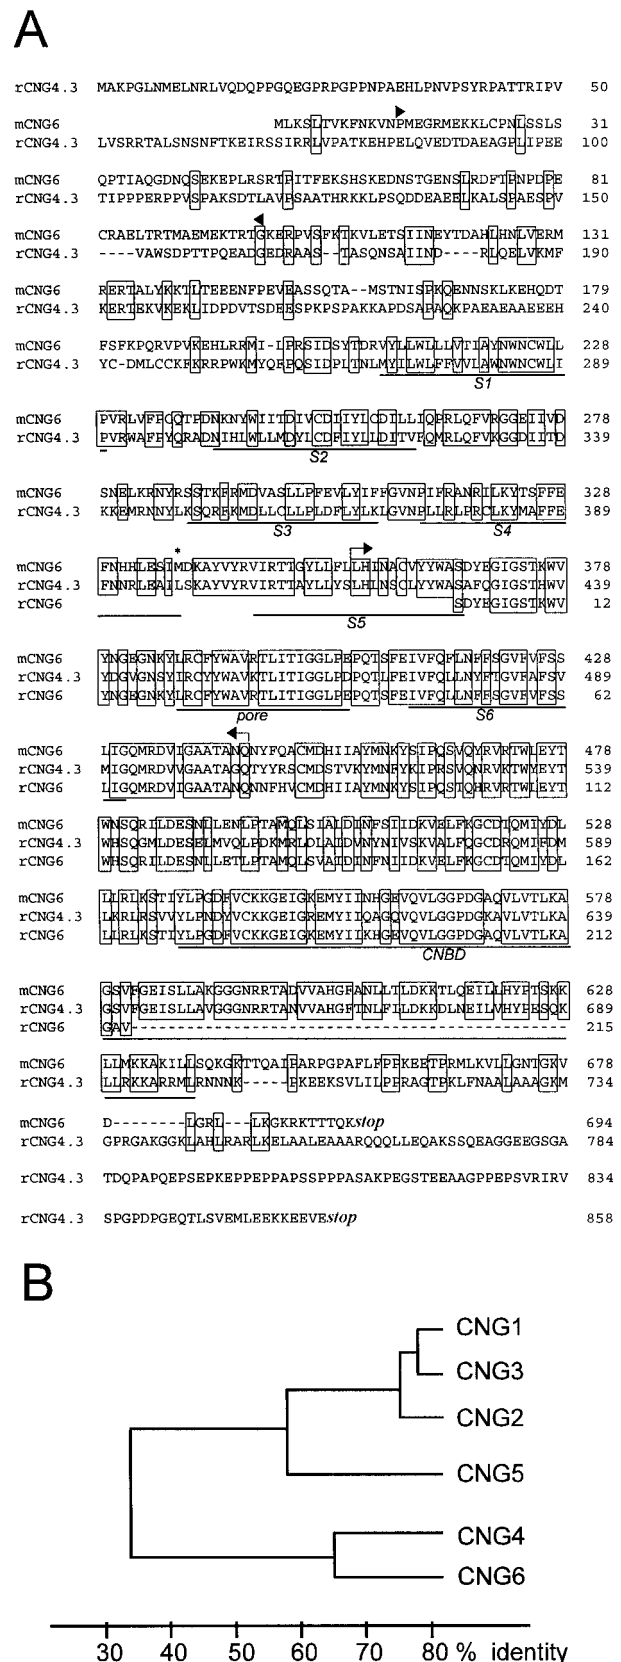 A
rCNG4.3 MAKPGLNMELNRLVQDQPPGQEGPRPGPPNPAEHLPNVPSYRPATTRIPV 50
mCNG6 MLKSLTVKFNKVNPMEGRMEKKLCPNLSSLS 31
rCNG4.3 LVSRRTALSNSNFTKEIRSSIRRLVPATKEHPELQVEDTDAEAGPLIPEE 100
mCNG6 QPTIAQGDNQSEKEPLRSRTPITFEKSHSKEDNSTGENSLRDFTPNPDPE 81
rCNG4.3 TIPPPERPPVSPAKSDTLAVPSAATHRKKLPSQDDEAEELKALSPAESPV 150
mCNG6 CRAELTRTMAEMEKTRTGKERPVSFKTKVLETSIINEYTDAHLHNLVERM 131
rCNG4.3 ----VAWSDPTTPQEADGEDRAAS--TASQNSAIIND----RLQELVKMF 190
mCNG6 RERTALYKKTLTEEENFPEVEASSQTA--MSTNISPKQENNSKLKEHQDT 179
rCNG4.3 KERTEKVKEKLIDPDVTSDEESPKPSPAKKAPDSAPAQKPAEAEAAEEEH 240
mCNG6 FSFKPQRVPVKEHLRRMI-LPRSIDSYTDRVYLLWLLLVTIAYNWNCWLL 228
rCNG4.3 YC-DMLCCKFKRRPWKMYQFPQSIDPLTNLMYILWLFFVVLAWNWNCWLI 289
S1
mCNG6 PVRLVFPCQTPDNKNYWIITDIVCDIIYLCDILLIQPRLQFVRGGEIIVD 278
rCNG4.3 PVRWAFPYQRADNIHLWLLMDYLCDFIYLLDITVFQMRLQFVKGGDIITD 339
S2
mCNG6 SNELKRNYRSSTKFRMDVASLLPFEVLYIFFGVNPIFRANRILKYTSFFE 328
rCNG4.3 KKEMRNNYLKSQRFKMDLLCLLPLDFLYLKLGVNPLLRLPRCLKYMAFFE 389
S3 S4
*
mCNG6 FNHHLESIMDKAYVYRVIRTTGYLLFLLHINACVYYWASDYEGIGSTKWV 378
rCNG4.3 FNNRLEAILSKAYVYRVIRTTAYLLYSLHLNSCLYYWASAFQGIGSTHWV 439
rCNG6 SDYEGIGSTKWV 12
S5
mCNG6 YNGEGNKYLRCFYWAVRTLITIGGLPEPQTSFEIVFQFLNFFSGVFVFSS 428
rCNG4.3 YDGVGNSYIRCYYWAVKTLITIGGLPDPQTLFEIVFQLLNYFTGVFAFSV 489
rCNG6 YNGEGNKYLRCFYWAVRTLITIGGLPEPQTSFEIVFQLLNFFSGVFVFSS 62
pore S6
mCNG6 LIGQMRDVIGAATANQNYFQACMDHIIAYMNKYSIPQSVQYRVRTWLEYT 478
rCNG4.3 MIGQMRDVVGAATAGQTYYRSCMDSTVKYMNFYKIPRSVQNRVKTWYEYT 539
rCNG6 LIGQMRDVIGAATANQNNFHVCMDHIIAYMNKYSIPQSTQHRVRTWLEYT 112
mCNG6 WNSQRILDESNLLENLPTAMQLSIALDINFSIIDKVELFKGCDTQMIYDL 528
rCNG4.3 WHSQGMLDESELMVQLPDKMRLDLAIDVNYNIVSKVALFQGCDRQMIFDM 589
rCNG6 WHSQRILDESNLLETLPTAMQLSVAIDINFNIIDKVELFKGCDTQMIYDL 162
mCNG6 LLRLKSTIYLPGDFVCKKGEIGKEMYIINHGEVQVLGGPDGAQVLVTLKA 578
rCNG4.3 LKRLRSVVYLPNDYVCKKGEIGREMYIIQAGQVQVLGGPDGKAVLVTLKA 639
rCNG6 LLRLKSTIYLPGDFVCKKGEIGKEMYIIKHGEVQVLGGPDGAQVLVTLKA 212
CNBD
mCNG6 GSVFGEISLLAKGGGNRRTADVVAHGFANLLTLDKKTLQEILLHYPTSKK 628
rCNG4.3 GSVFGEISLLAVGGGNRRTANVVAHGFTNLFILDKKDLNEILVHYPESQK 689
rCNG6 GAV----------------------------------------------- 215
mCNG6 LLMKKAKILLSQKGKTTQAIPARPGPAFLFPPKEETPRMLKVLLGNTGKV 678
rCNG4.3 LLRKKARRMLRNNNK-----PKEEKSVLILPPRAGTPKLFNAALAAAGKM 734
mCNG6 D--------LGRL---LKGKRKTTTQKstop 694
rCNG4.3 GPRGAKGGKLAHLRARLKELAALEAAARQQQLLEQAKSSQEAGGEEGSGA 784
rCNG4.3 TDQPAPQEPSEPKEPPEPPAPSSPPPASAKPEGSTEEAAGPPEPSVRIRV 834
rCNG4.3 SPGPDPGEQTLSVEMLEEKKEEVEstop 858
B
CNG1
CNG3
CNG2
CNG5
CNG4
CNG6
30 40 50 60 70 80 % identity